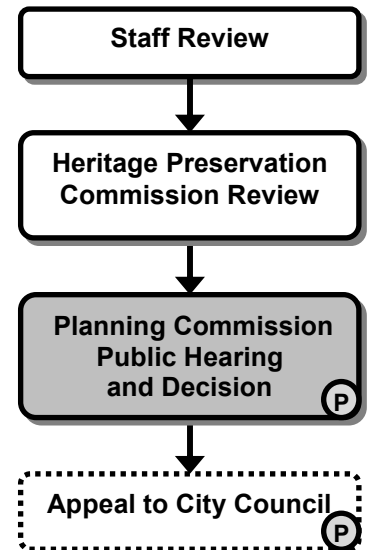 Staff Review
Heritage Preservation
Commission Review
Planning Commission
Public Hearing
and Decision
P
Appeal to City Council
P